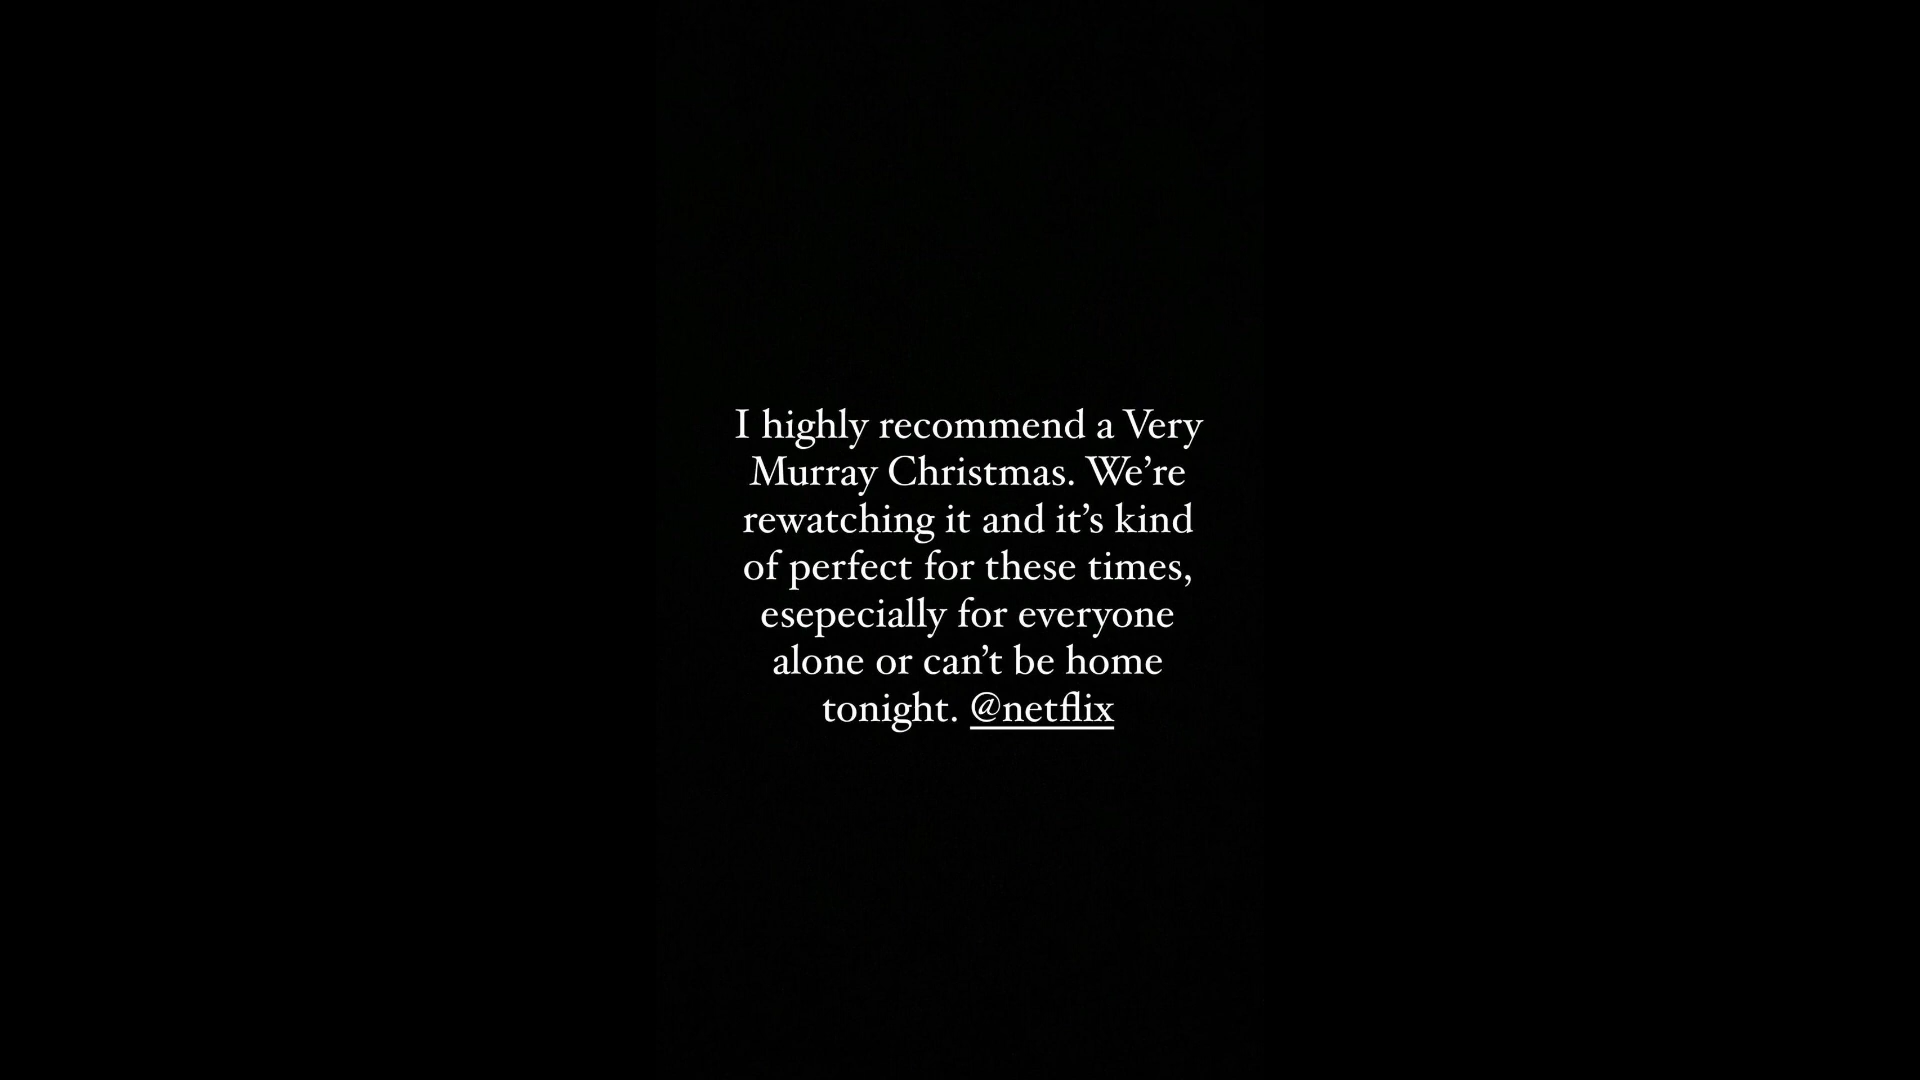 I highly recommend a Very
Murray Christmas. We’re
rewatching it and it’s kind
of perfect for these times,
esepecially for everyone
alone or can’t be home
tonight. @netflix